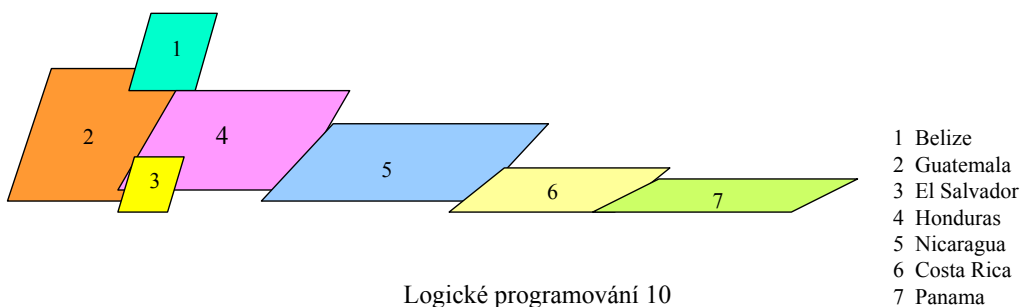 1
2
4
3
5
6
7
1 Belize
2 Guatemala
3 El Salvador
4 Honduras
5 Nicaragua
6 Costa Rica
7 Panama
Logické programování 10